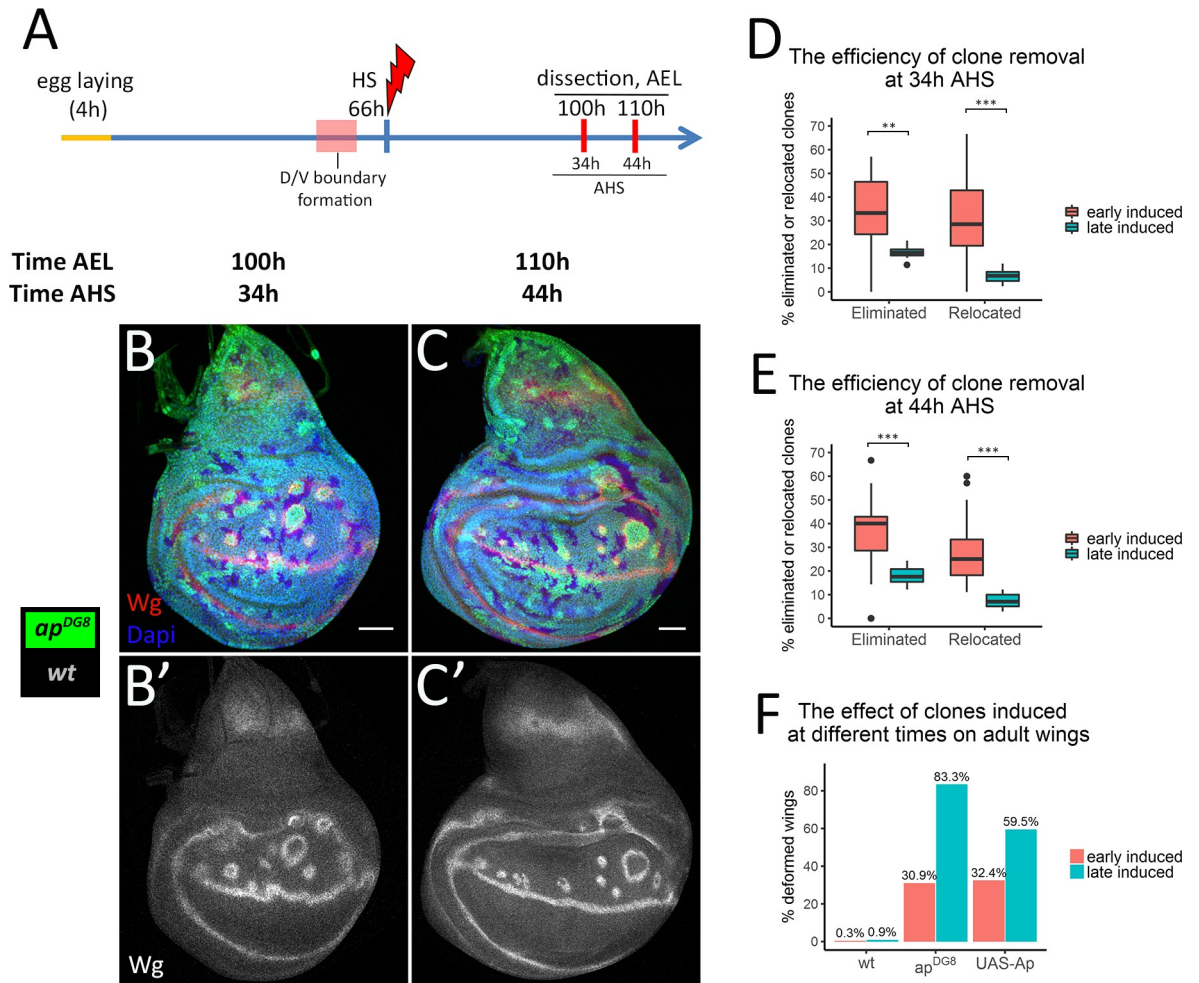 A
egg laying
(4h)
HS
66h
dissection, AEL
100h 110h
34h 44h
AHS
D/V boundary
formation
Time AEL 100h 110h
Time AHS 34h 44h
B
C
Wg
Dapi
ap^DG8
wt
B′
C′
Wg
D
The efficiency of clone removal
at 34h AHS
% eliminated or relocated clones
70
60
50
40
30
20
10
0
**
***
Eliminated Relocated
early induced
late induced
E
The efficiency of clone removal
at 44h AHS
% eliminated or relocated clones
70
60
50
40
30
20
10
0
***
***
Eliminated Relocated
early induced
late induced
F
The effect of clones induced
at different times on adult wings
% deformed wings
80
60
40
20
0
0.3% 0.9%
30.9%
83.3%
32.4%
59.5%
wt ap^DG8 UAS-Ap
early induced
late induced